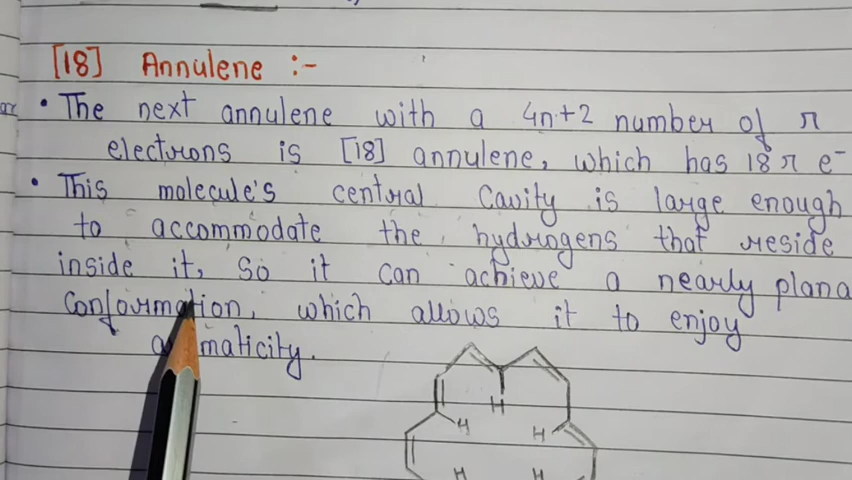 [18] Annulene :-
• The next annulene with a 4n+2 number of π
electrons is [18] annulene, which has 18 π e⁻
• This molecule's central cavity is large enough
to accommodate the hydrogens that reside
inside it, so it can achieve a nearly plana
conformation, which allows it to enjoy
maticity.
H
H H
H H